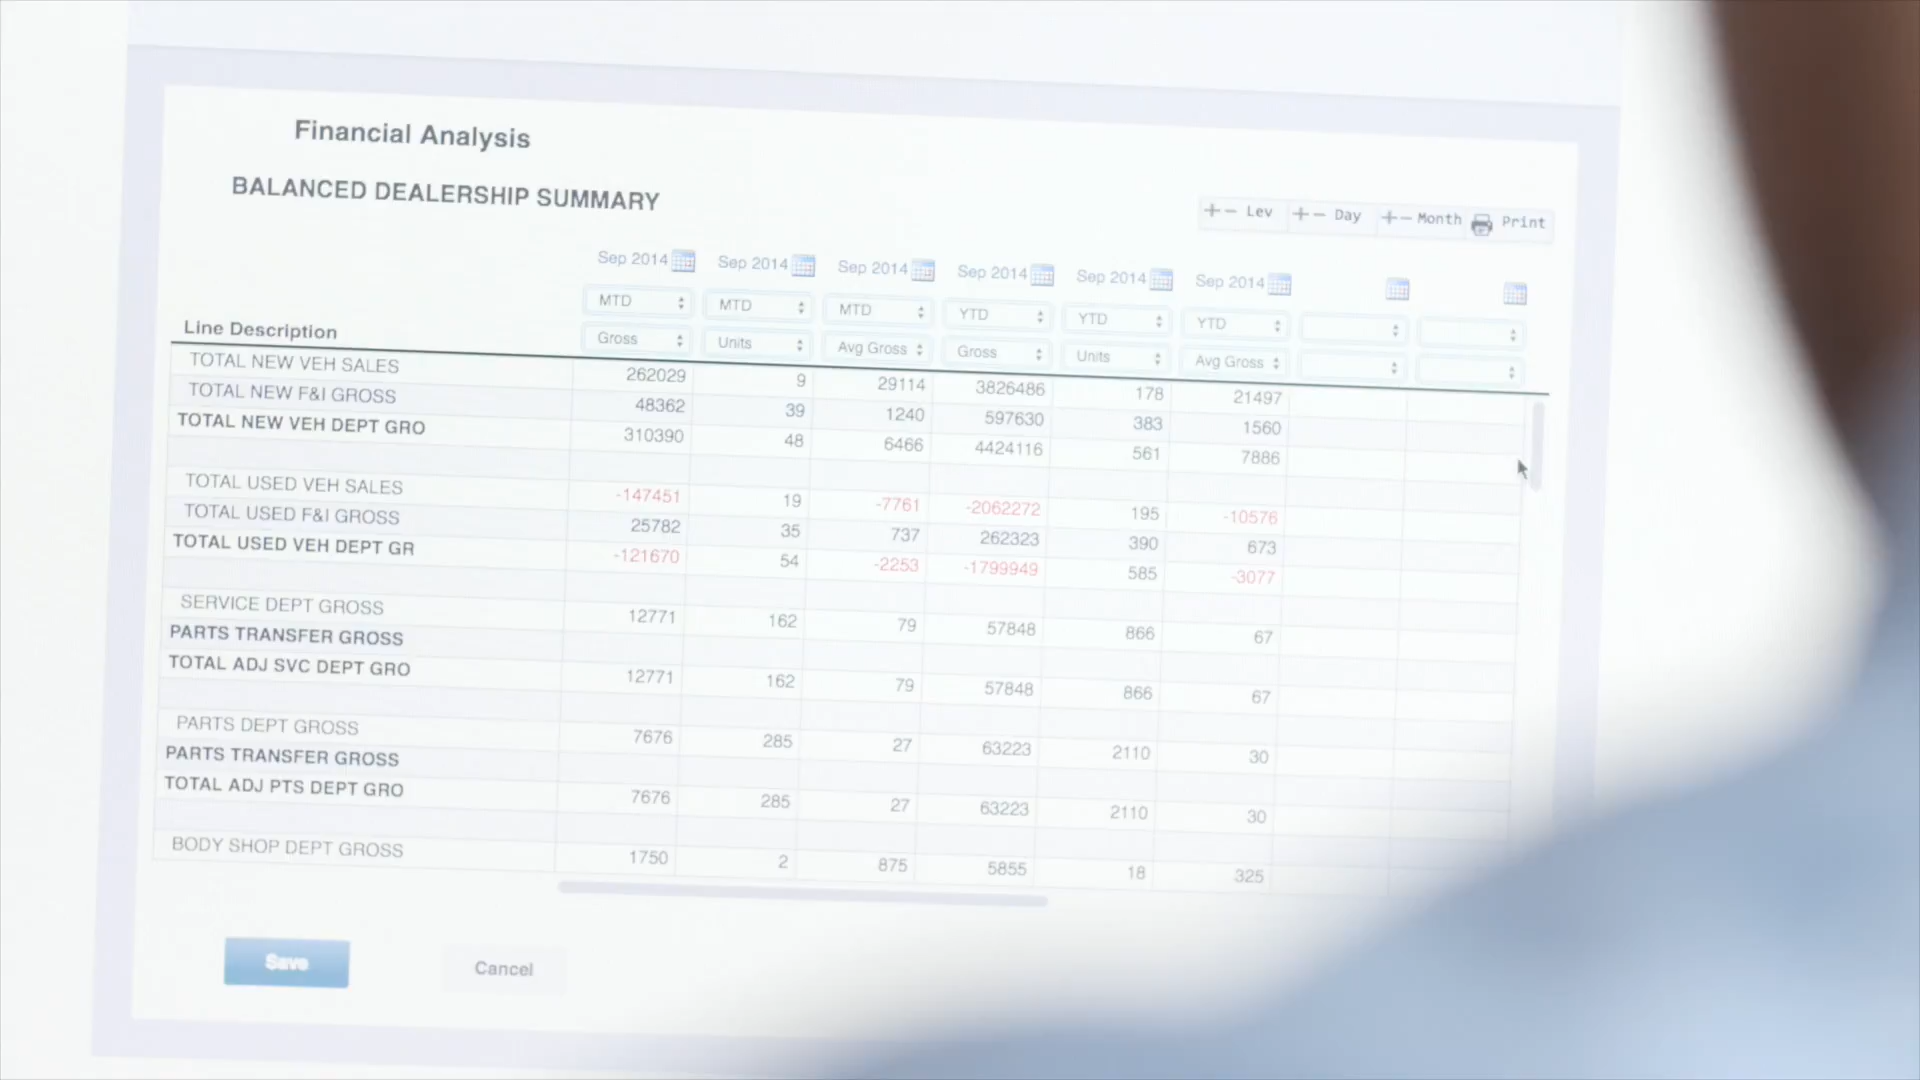 Financial Analysis
BALANCED DEALERSHIP SUMMARY
Lev Day Month Print
Sep 2014 Sep 2014 Sep 2014 Sep 2014 Sep 2014 Sep 2014
MTD MTD MTD YTD YTD YTD
Line Description Gross Units Avg Gross Gross Units Avg Gross
TOTAL NEW VEH SALES 262029 9 29114 3826486 178 21497
TOTAL NEW F&I GROSS 48362 39 1240 597630 383 1560
TOTAL NEW VEH DEPT GRO 310390 48 6466 4424116 561 7886
TOTAL USED VEH SALES -147451 19 -7761 -2062272 195 -10576
TOTAL USED F&I GROSS 25782 35 737 262323 390 673
TOTAL USED VEH DEPT GR -121670 54 -2253 -1799949 585 -3077
SERVICE DEPT GROSS 12771 162 79 57848 866 67
PARTS TRANSFER GROSS
TOTAL ADJ SVC DEPT GRO 12771 162 79 57848 866 67
PARTS DEPT GROSS 7676 285 27 63223 2110 30
PARTS TRANSFER GROSS
TOTAL ADJ PTS DEPT GRO 7676 285 27 63223 2110 30
BODY SHOP DEPT GROSS 1750 2 875 5855 18 325
Save Cancel